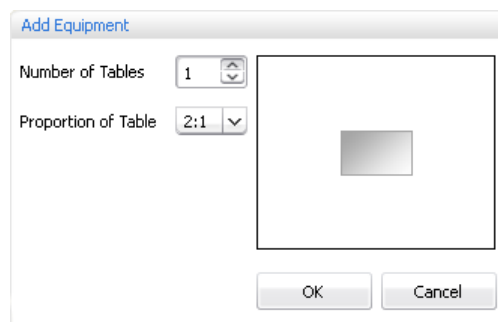 Add Equipment
Number of Tables 1
Proportion of Table 2:1
OK Cancel